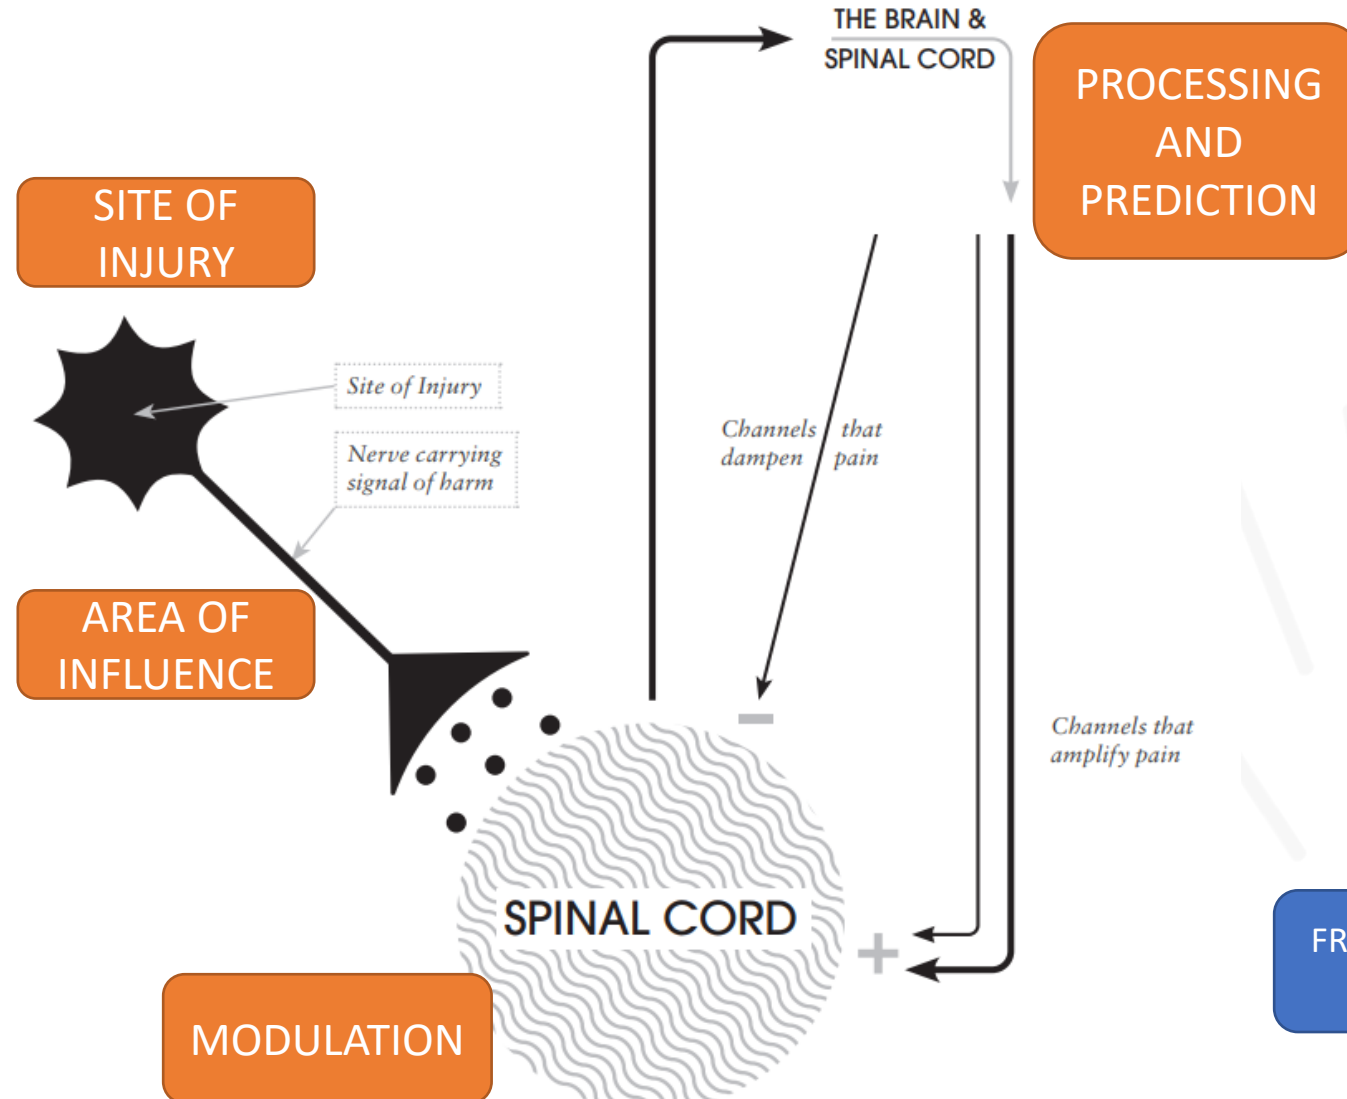 THE BRAIN &
SPINAL CORD
PROCESSING
AND
PREDICTION
SITE OF
INJURY
Site of Injury
Nerve carrying
signal of harm
Channels that
dampen pain
AREA OF
INFLUENCE
Channels that
amplify pain
SPINAL CORD
MODULATION